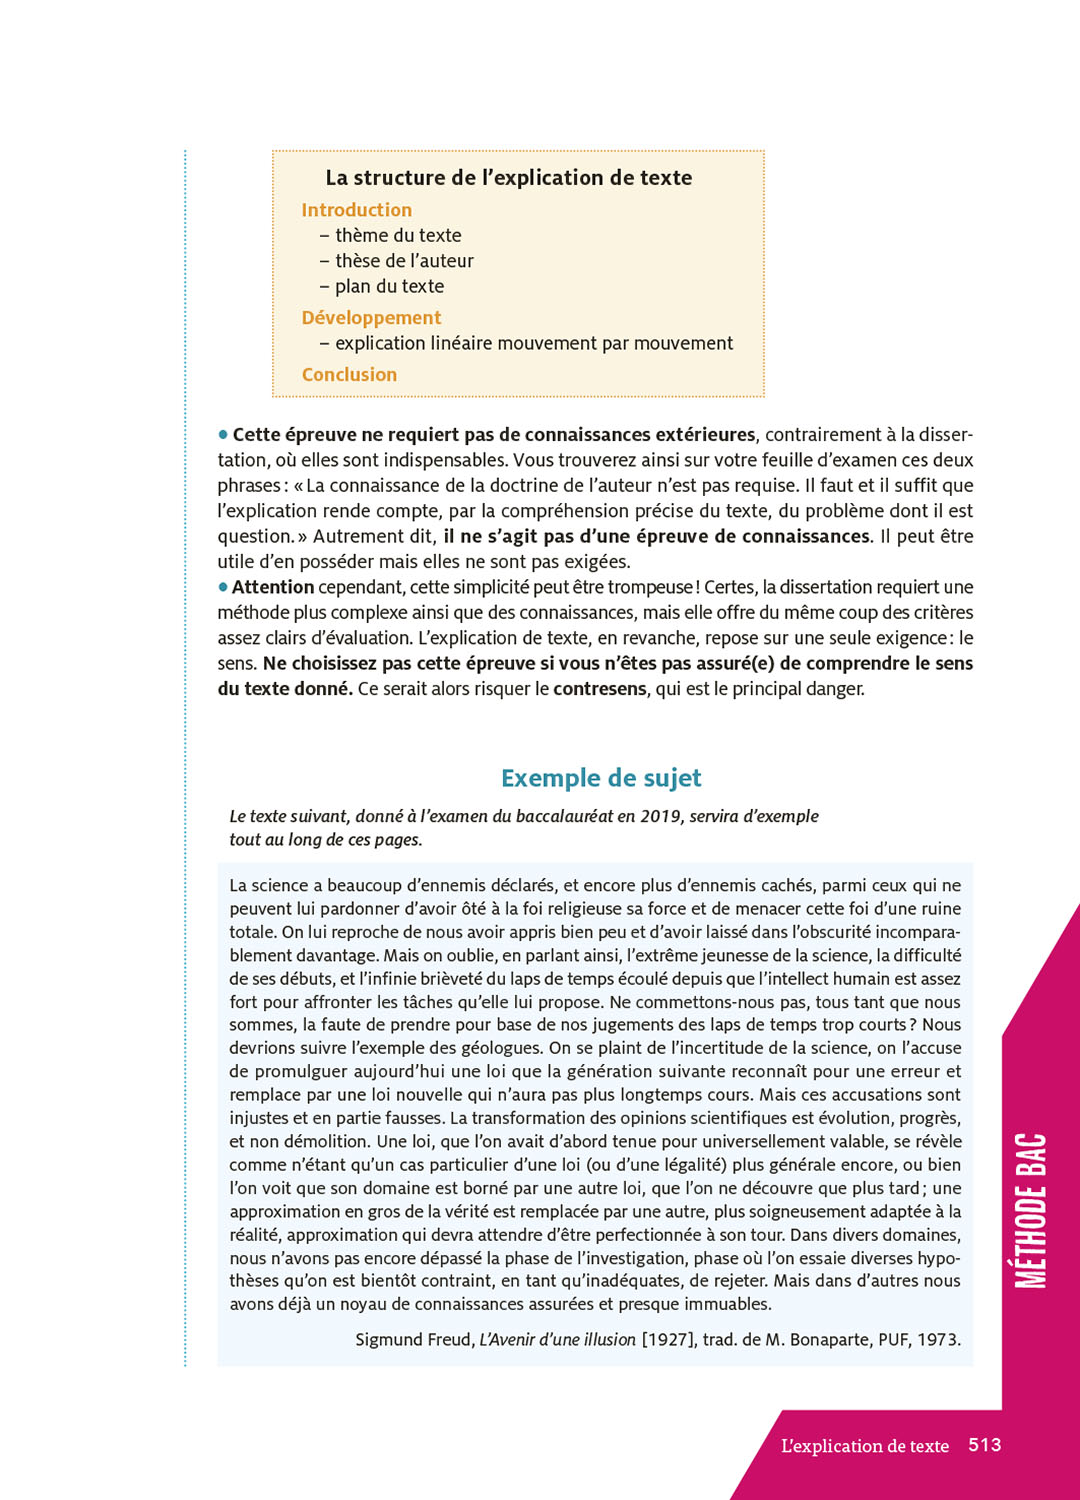 La structure de l’explication de texte
Introduction
– thème du texte
– thèse de l’auteur
– plan du texte
Développement
– explication linéaire mouvement par mouvement
Conclusion
• Cette épreuve ne requiert pas de connaissances extérieures, contrairement à la disser-
tation, où elles sont indispensables. Vous trouverez ainsi sur votre feuille d’examen ces deux
phrases : « La connaissance de la doctrine de l’auteur n’est pas requise. Il faut et il suffit que
l’explication rende compte, par la compréhension précise du texte, du problème dont il est
question. » Autrement dit, il ne s’agit pas d’une épreuve de connaissances. Il peut être
utile d’en posséder mais elles ne sont pas exigées.
• Attention cependant, cette simplicité peut être trompeuse ! Certes, la dissertation requiert une
méthode plus complexe ainsi que des connaissances, mais elle offre du même coup des critères
assez clairs d’évaluation. L’explication de texte, en revanche, repose sur une seule exigence : le
sens. Ne choisissez pas cette épreuve si vous n’êtes pas assuré(e) de comprendre le sens
du texte donné. Ce serait alors risquer le contresens, qui est le principal danger.
Exemple de sujet
Le texte suivant, donné à l’examen du baccalauréat en 2019, servira d’exemple
tout au long de ces pages.
La science a beaucoup d’ennemis déclarés, et encore plus d’ennemis cachés, parmi ceux qui ne
peuvent lui pardonner d’avoir ôté à la foi religieuse sa force et de menacer cette foi d’une ruine
totale. On lui reproche de nous avoir appris bien peu et d’avoir laissé dans l’obscurité incompara-
blement davantage. Mais on oublie, en parlant ainsi, l’extrême jeunesse de la science, la difficulté
de ses débuts, et l’infinie brièveté du laps de temps écoulé depuis que l’intellect humain est assez
fort pour affronter les tâches qu’elle lui propose. Ne commettons-nous pas, tous tant que nous
sommes, la faute de prendre pour base de nos jugements des laps de temps trop courts ? Nous
devrions suivre l’exemple des géologues. On se plaint de l’incertitude de la science, on l’accuse
de promulguer aujourd’hui une loi que la génération suivante reconnaît pour une erreur et
remplace par une loi nouvelle qui n’aura pas plus longtemps cours. Mais ces accusations sont
injustes et en partie fausses. La transformation des opinions scientifiques est évolution, progrès,
et non démolition. Une loi, que l’on avait d’abord tenue pour universellement valable, se révèle
comme n’étant qu’un cas particulier d’une loi (ou d’une légalité) plus générale encore, ou bien
l’on voit que son domaine est borné par une autre loi, que l’on ne découvre que plus tard ; une
approximation en gros de la vérité est remplacée par une autre, plus soigneusement adaptée à la
réalité, approximation qui devra attendre d’être perfectionnée à son tour. Dans divers domaines,
nous n’avons pas encore dépassé la phase de l’investigation, phase où l’on essaie diverses hypo-
thèses qu’on est bientôt contraint, en tant qu’inadéquates, de rejeter. Mais dans d’autres nous
avons déjà un noyau de connaissances assurées et presque immuables.
Sigmund Freud, L’Avenir d’une illusion [1927], trad. de M. Bonaparte, PUF, 1973.
MÉTHODE BAC
L’explication de texte 513